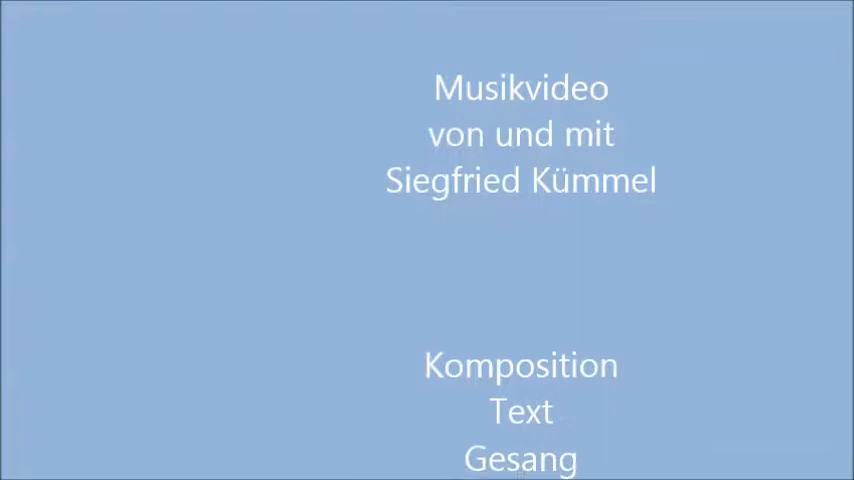 Musikvideo
von und mit
Siegfried Kümmel
Komposition
Text
Gesang